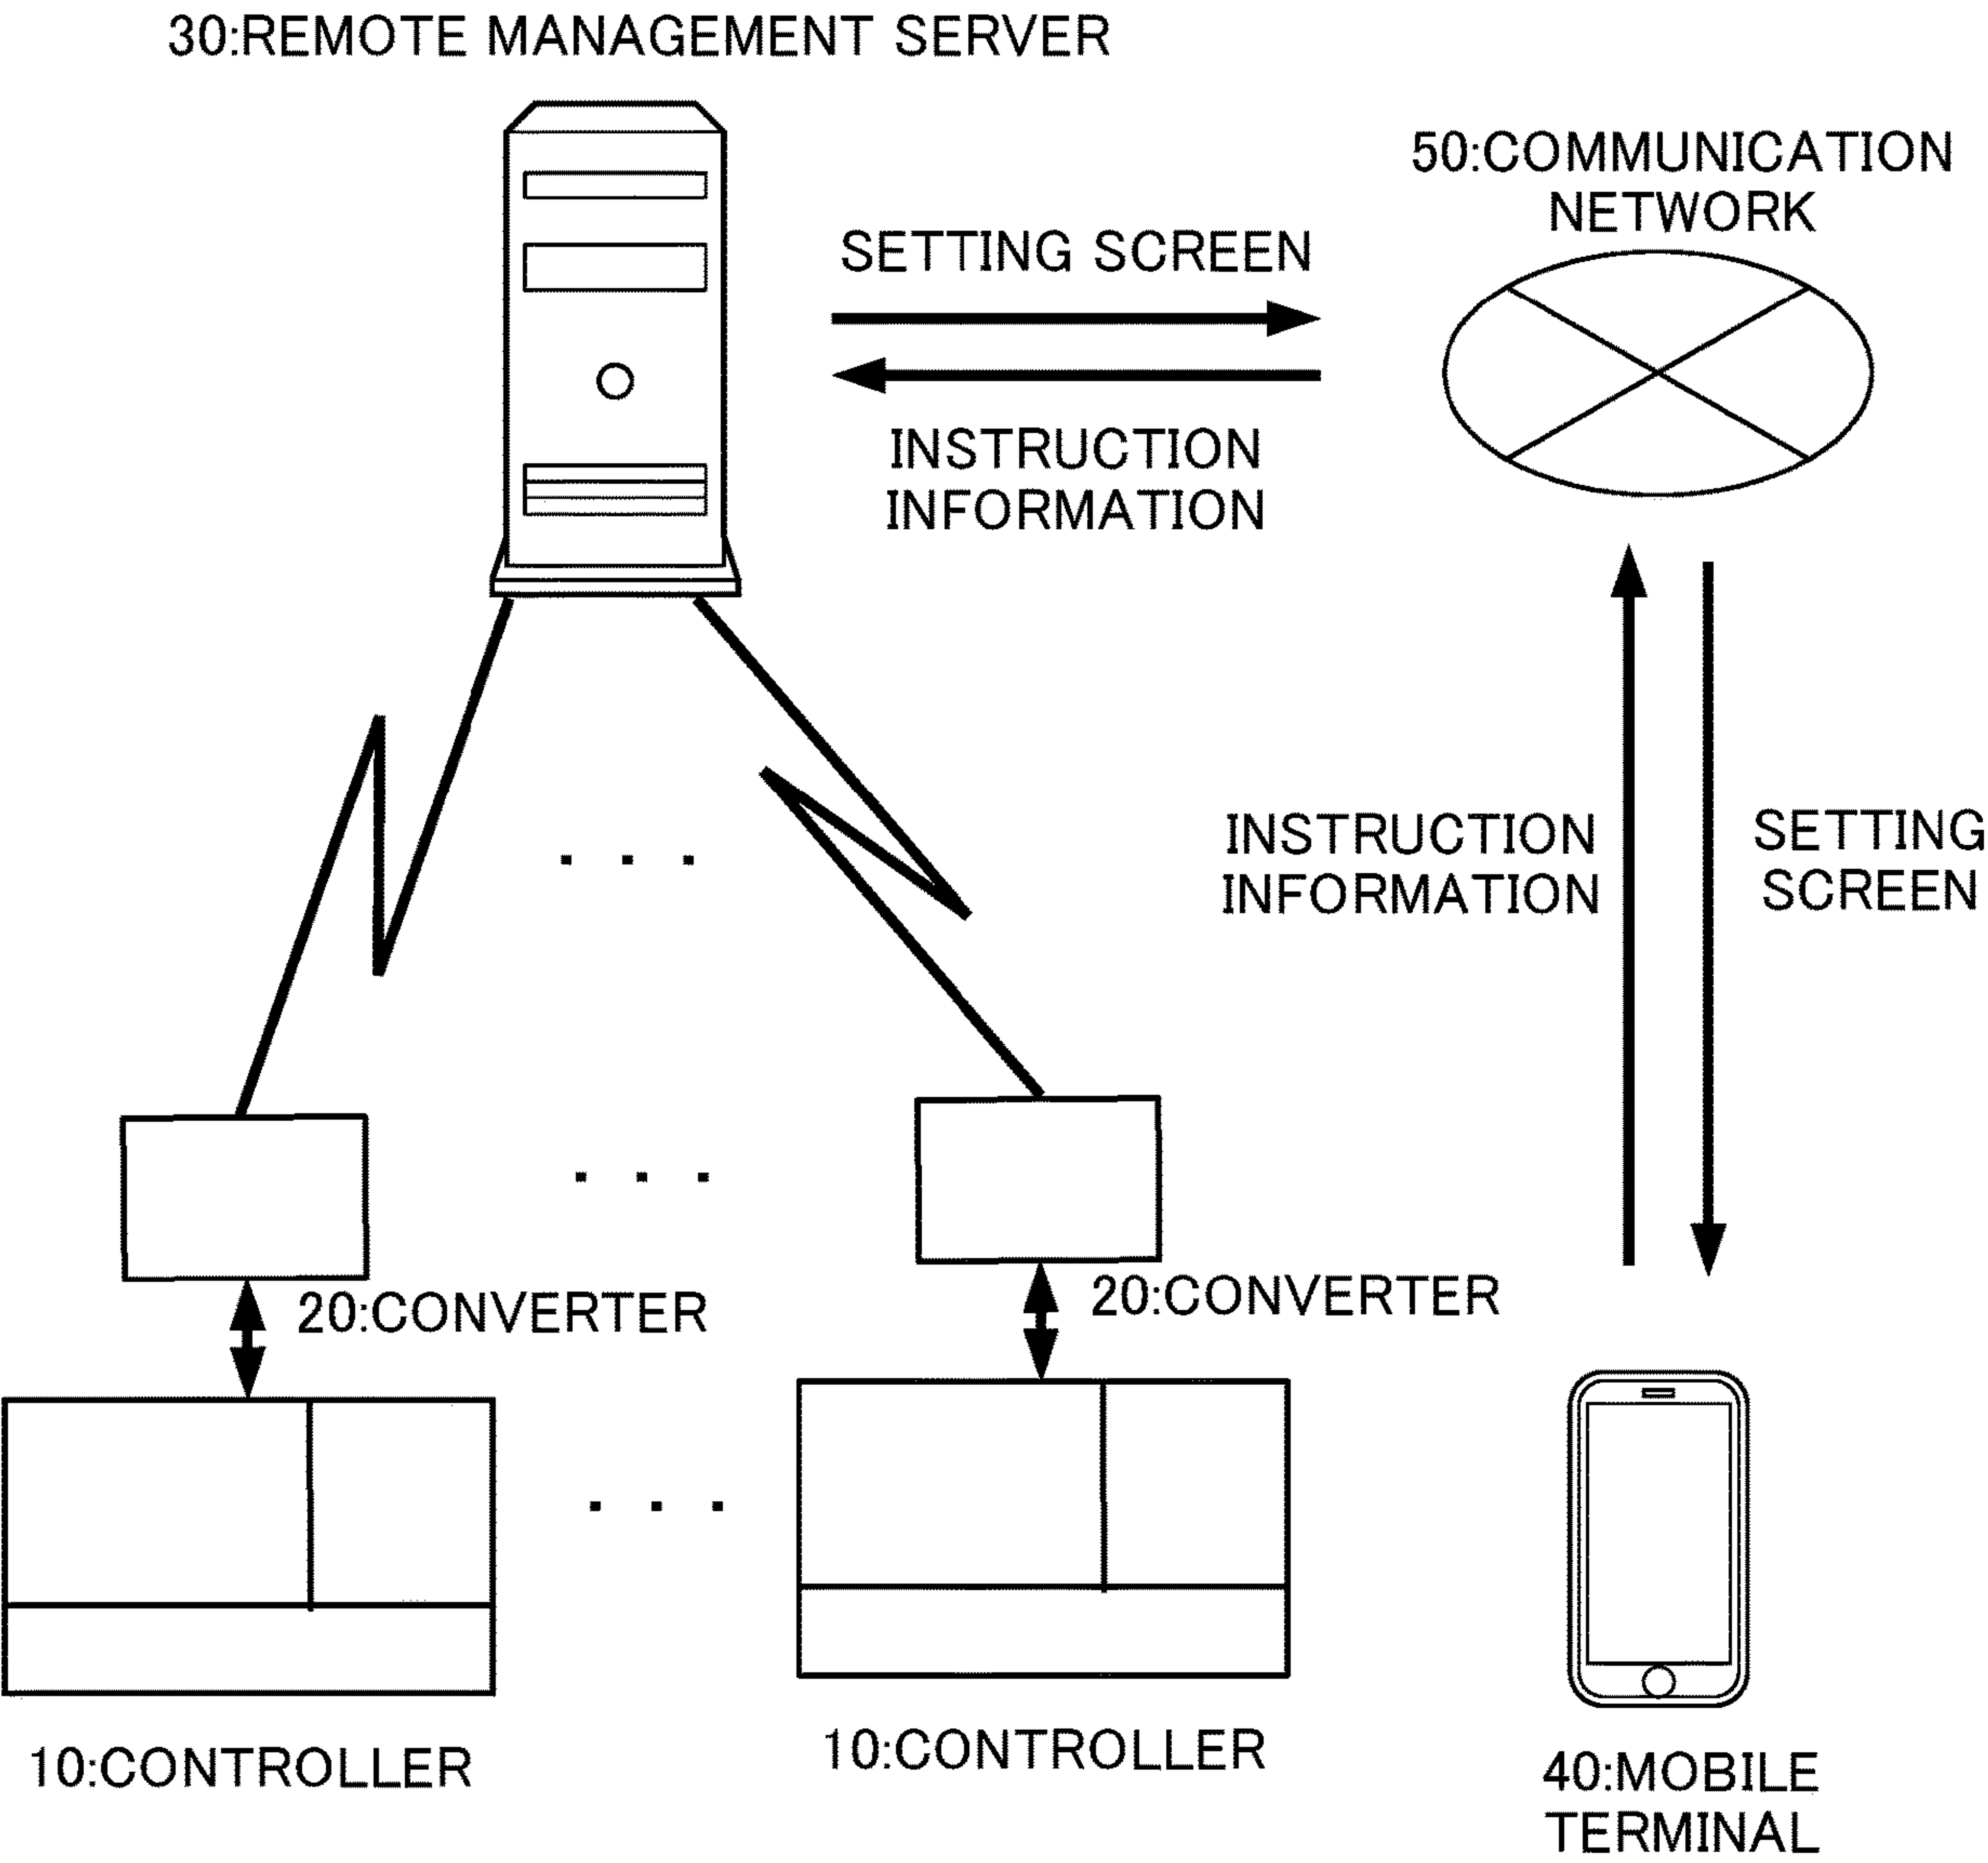 30:REMOTE MANAGEMENT SERVER
50:COMMUNICATION
NETWORK
SETTING SCREEN
INSTRUCTION
INFORMATION
INSTRUCTION
INFORMATION
SETTING
SCREEN
20:CONVERTER
20:CONVERTER
10:CONTROLLER
10:CONTROLLER
40:MOBILE
TERMINAL